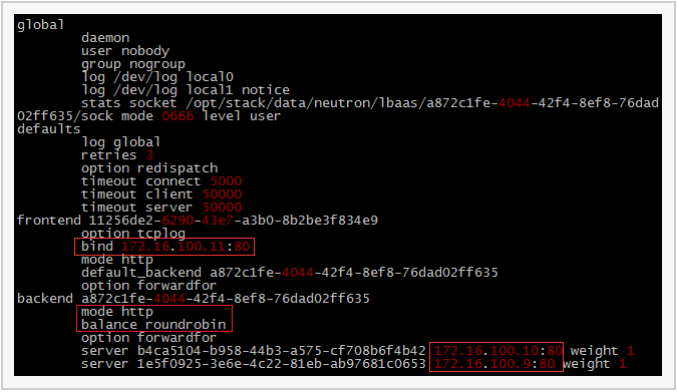 global
daemon
user nobody
group nogroup
log /dev/log local0
log /dev/log local1 notice
stats socket /opt/stack/data/neutron/lbaas/a872c1fe-4044-42f4-8ef8-76dad
02ff635/sock mode 0666 level user
defaults
log global
retries 3
option redispatch
timeout connect 5000
timeout client 50000
timeout server 50000
frontend 11256de2-6290-43e7-a3b0-8b2be3f834e9
option tcplog
bind 172.16.100.11:80
mode http
default_backend a872c1fe-4044-42f4-8ef8-76dad02ff635
option forwardfor
backend a872c1fe-4044-42f4-8ef8-76dad02ff635
mode http
balance roundrobin
option forwardfor
server b4ca5104-b958-44b3-a575-cf708b6f4b42 172.16.100.10:80 weight 1
server 1e5f0925-3e6e-4c22-81eb-ab97681c0653 172.16.100.9:80 weight 1